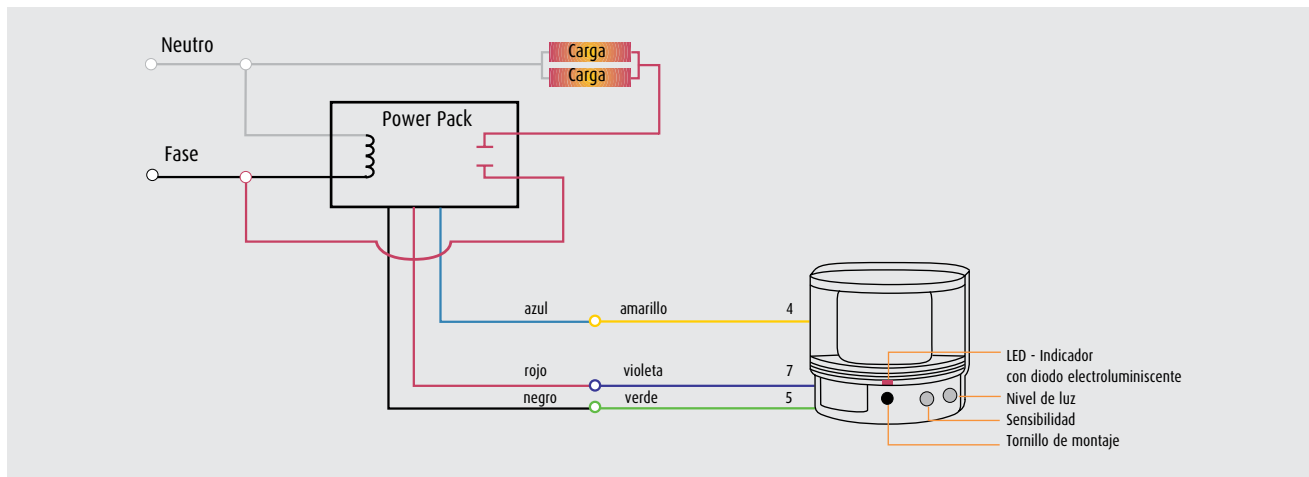 Neutro
Carga
Carga
Power Pack
Fase
azul
amarillo
4
rojo
violeta
7
negro
verde
5
LED - Indicador
con diodo electroluminiscente
Nivel de luz
Sensibilidad
Tornillo de montaje